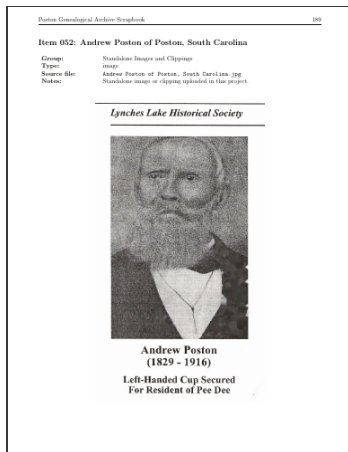 Poston Genealogical Archive Scrapbook 189
Item 052: Andrew Poston of Poston, South Carolina
Group: Standalone Images and Clippings
Type: image
Source file: Andrew Poston of Poston, South Carolina.jpg
Notes: Standalone image or clipping uploaded in this project
Lynches Lake Historical Society
Andrew Poston
(1829 - 1916)
Left-Handed Cup Secured
For Resident of Pee Dee